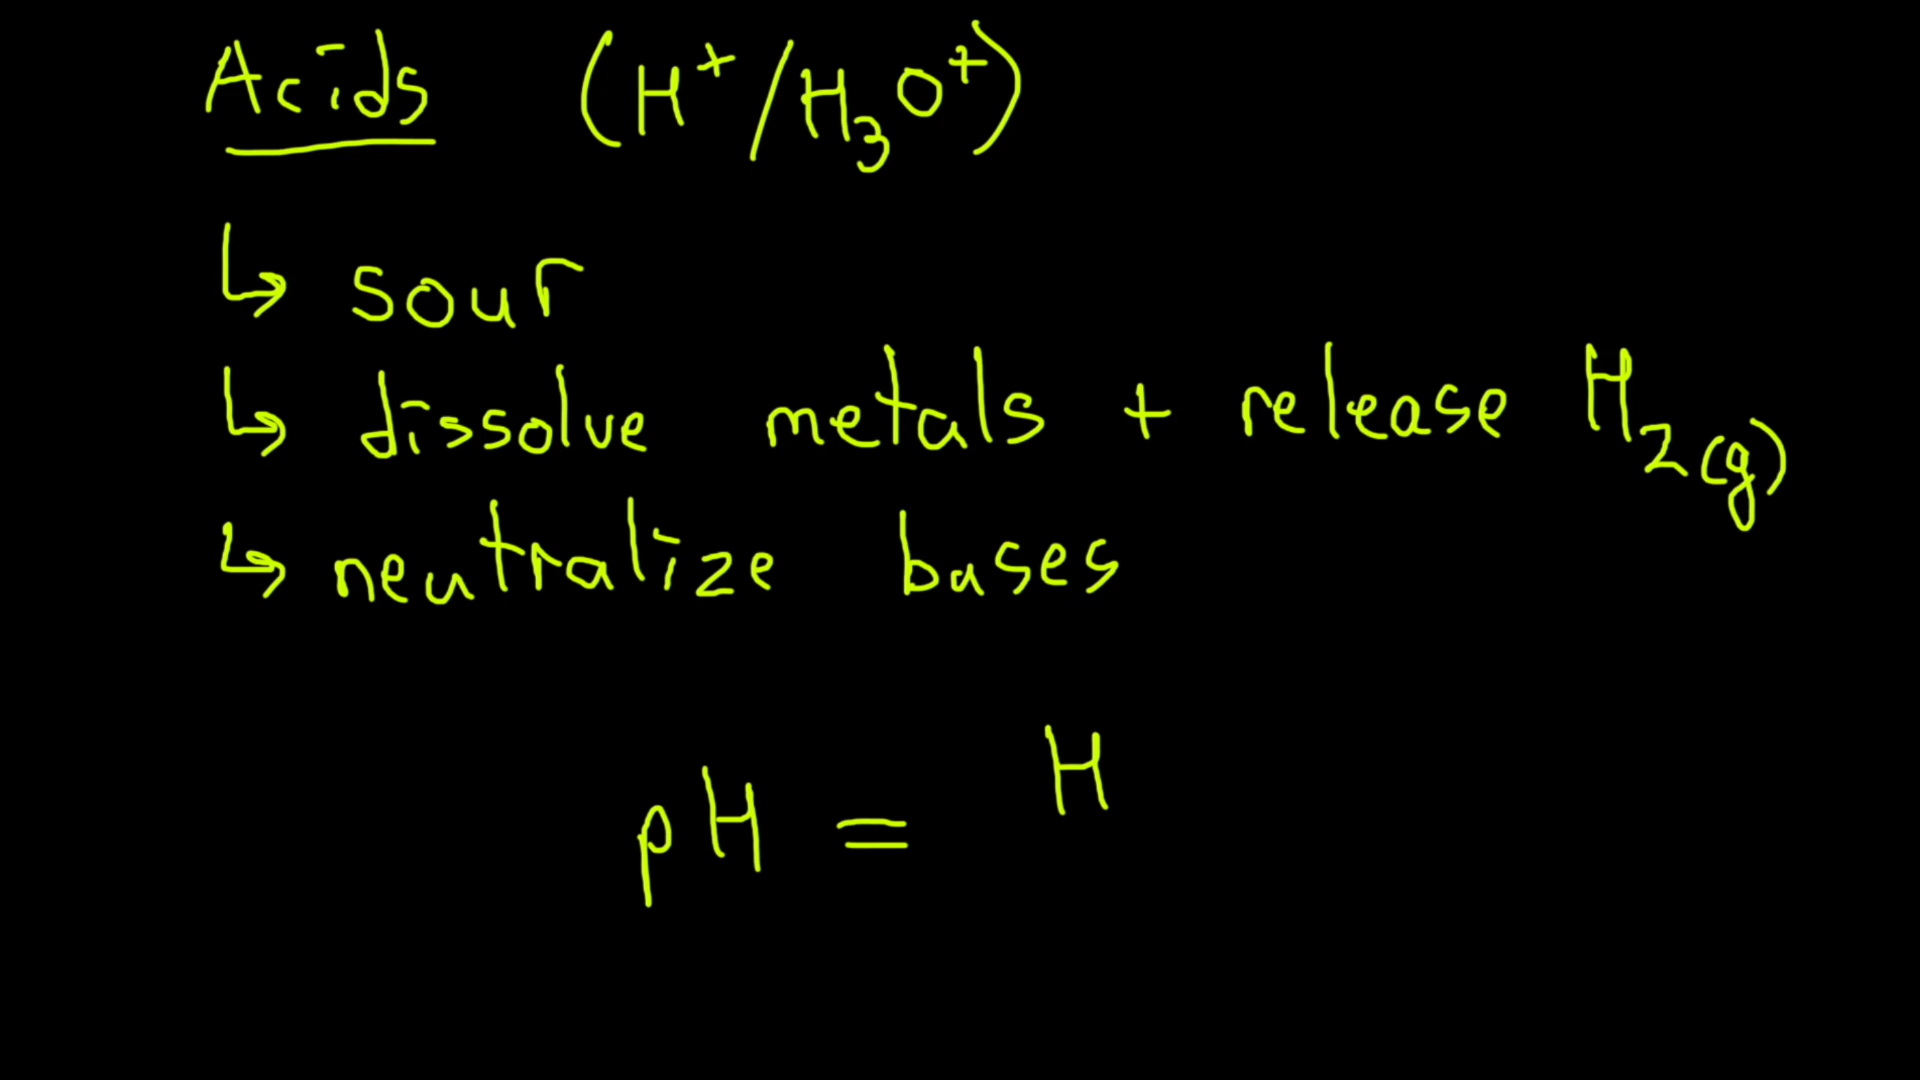 Acids (H⁺/H₃O⁺)
↳ sour
↳ dissolve metals + release H₂(g)
↳ neutralize bases
pH = H